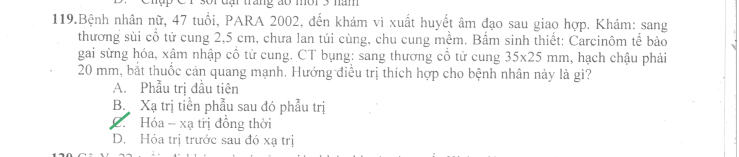 D. Chụp CT sọi đại tràng ảo mỗi 5 năm
119.Bệnh nhân nữ, 47 tuổi, PARA 2002, đến khám vì xuất huyết âm đạo sau giao hợp. Khám: sang
thương sùi cổ tử cung 2,5 cm, chưa lan túi cùng, chu cung mềm. Bấm sinh thiết: Carcinôm tế bào
gai sừng hóa, xâm nhập cổ tử cung. CT bụng: sang thương cổ tử cung 35x25 mm, hạch chậu phải
20 mm, bắt thuốc cản quang mạnh. Hướng điều trị thích hợp cho bệnh nhân này là gì?
A. Phẫu trị đầu tiên
B. Xạ trị tiền phẫu sau đó phẫu trị
C. Hóa – xạ trị đồng thời
D. Hóa trị trước sau đó xạ trị